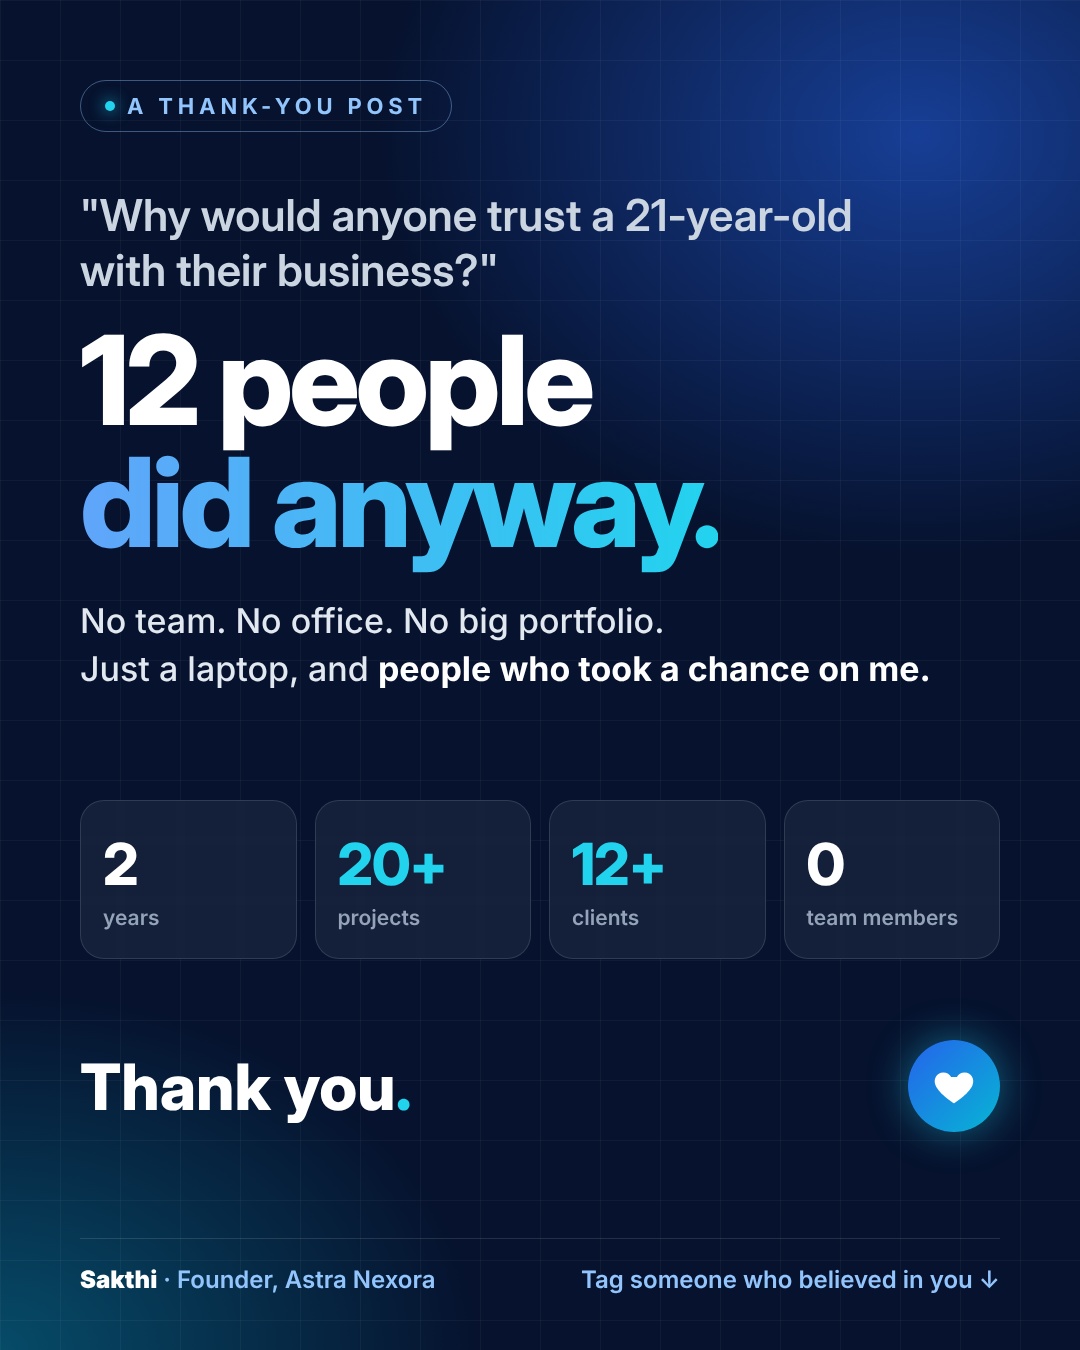 A THANK-YOU POST
"Why would anyone trust a 21-year-old
with their business?"
12 people
did anyway.
No team. No office. No big portfolio.
Just a laptop, and people who took a chance on me.
2
years
20+
projects
12+
clients
0
team members
Thank you.
Sakthi · Founder, Astra Nexora
Tag someone who believed in you ↓